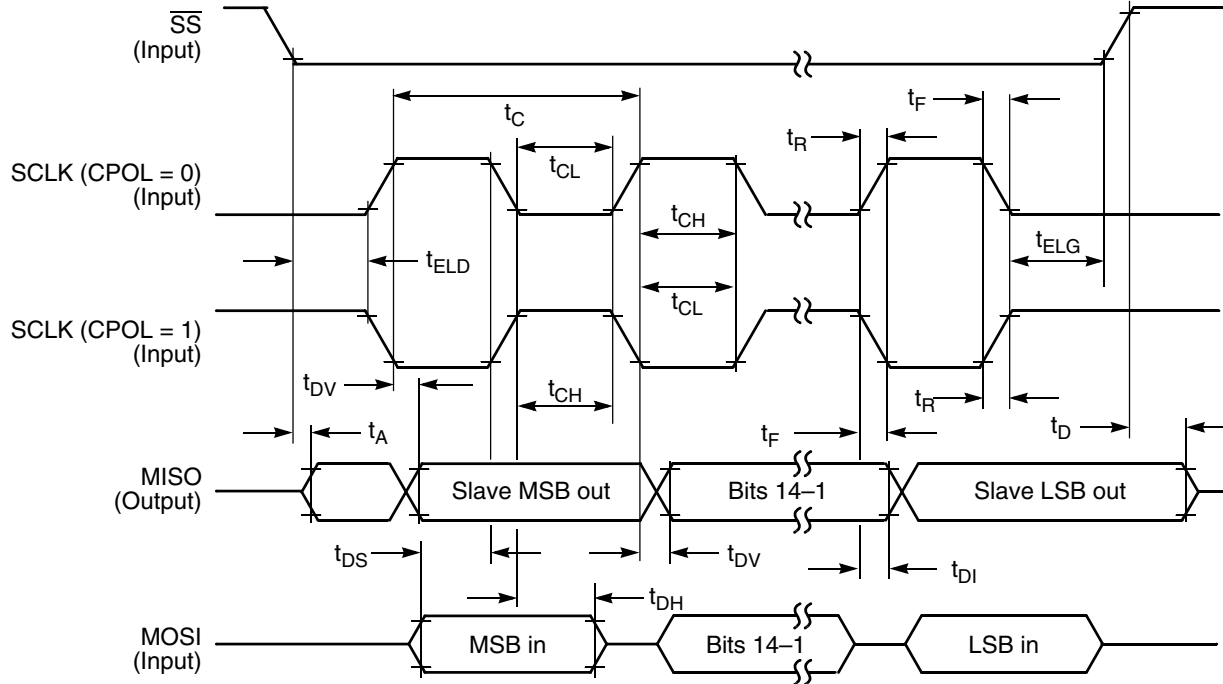 SS
(Input)
tF
tC
tR
SCLK (CPOL = 0)
(Input)
tCL
tCH
tELD
tELG
tCL
SCLK (CPOL = 1)
(Input)
tDV
tCH
tR
tA
tF
tD
MISO
(Output)
Slave MSB out
Bits 14–1
Slave LSB out
tDS
tDV
tDI
tDH
MOSI
(Input)
MSB in
Bits 14–1
LSB in